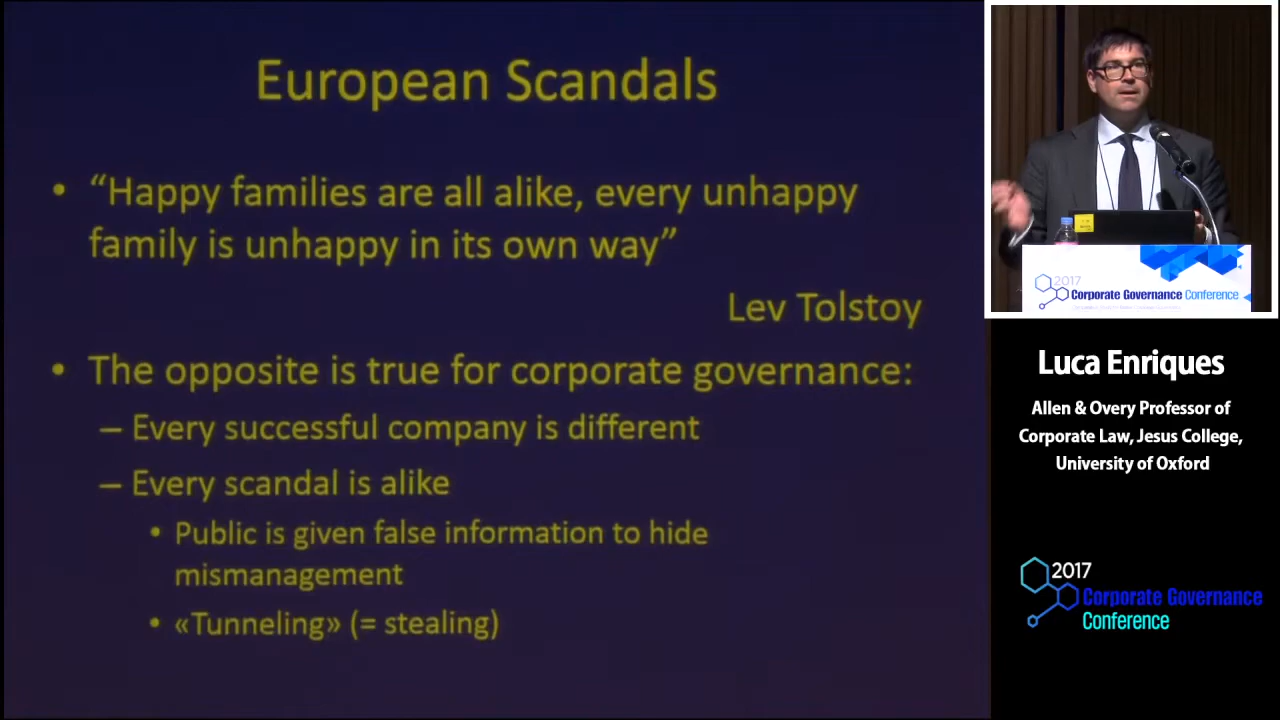 European Scandals
• “Happy families are all alike, every unhappy
family is unhappy in its own way”
Lev Tolstoy
• The opposite is true for corporate governance:
– Every successful company is different
– Every scandal is alike
• Public is given false information to hide
mismanagement
• «Tunneling» (= stealing)
2017
Corporate Governance Conference
Luca Enriques
Allen & Overy Professor of
Corporate Law, Jesus College,
University of Oxford
2017
Corporate Governance
Conference